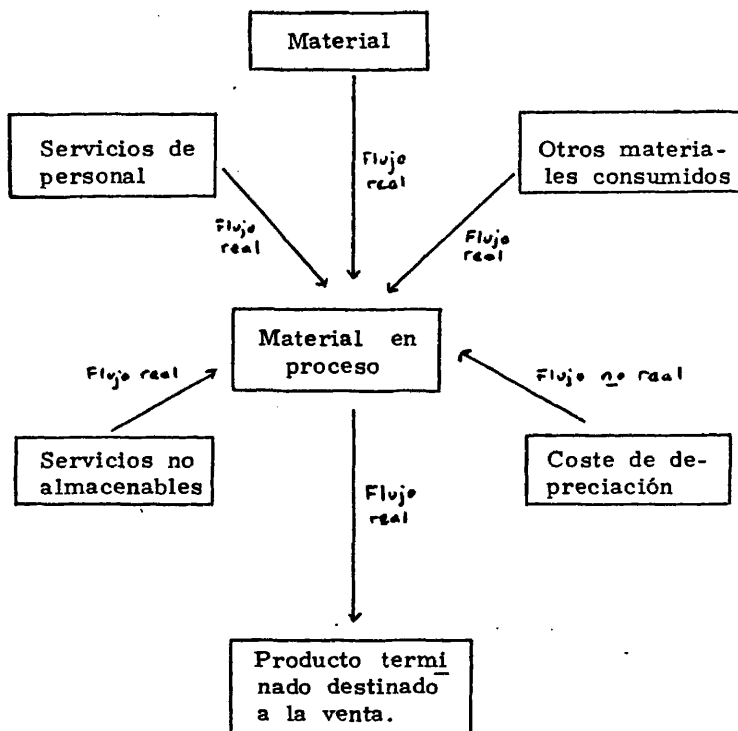 Material
Servicios de
personal
Flujo
real
Otros materia-
les consumidos
Flujo
real
Flujo
real
Material en
proceso
Flujo real
Flujo no real
Servicios no
almacenables
Flujo
real
Coste de de-
preciación
Producto termi
nado destinado
a la venta.